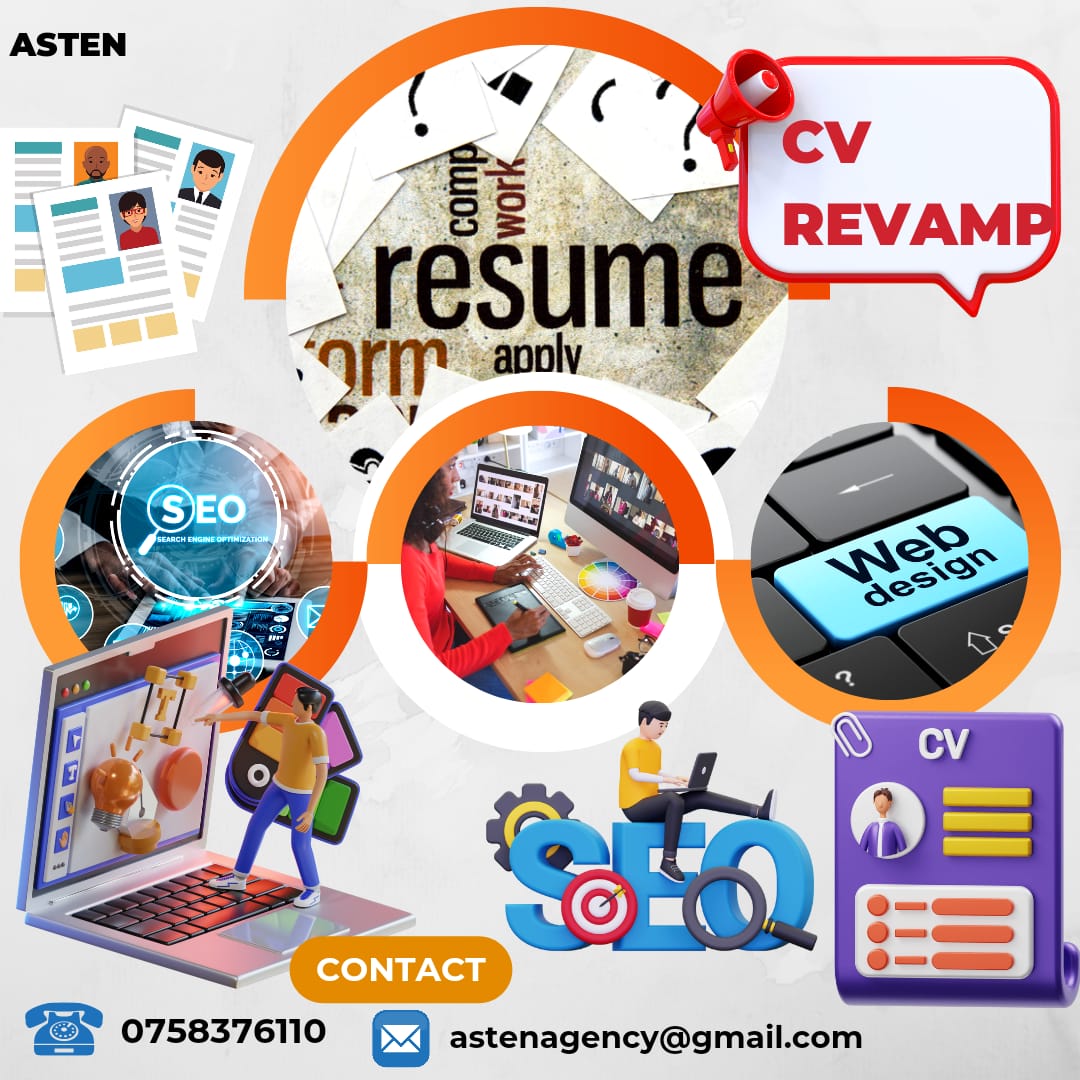 ASTEN
CV
REVAMP
comp
work
resume
orm
apply
SEO
SEARCH ENGINE OPTIMIZATION
Web
design
?
CV
SEO
CONTACT
0758376110
astenagency@gmail.com